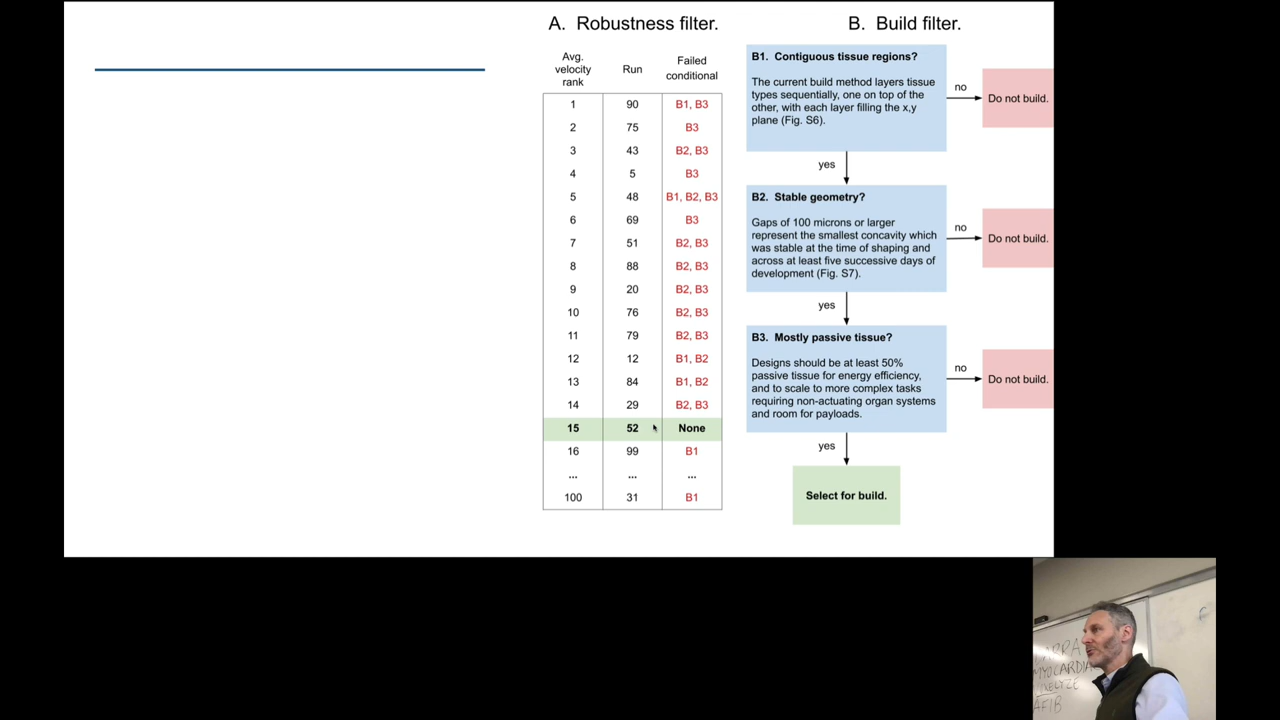 A. Robustness filter.
Avg. velocity rank Run Failed conditional
1 90 B1, B3
2 75 B3
3 43 B2, B3
4 5 B3
5 48 B1, B2, B3
6 69 B3
7 51 B2, B3
8 88 B2, B3
9 20 B2, B3
10 76 B2, B3
11 79 B2, B3
12 12 B1, B2
13 84 B1, B2
14 29 B2, B3
15 52 None
16 99 B1
... ... ...
100 31 B1
B. Build filter.
B1. Contiguous tissue regions?
The current build method layers tissue
types sequentially, one on top of the
other, with each layer filling the x,y
plane (Fig. S6).
no
Do not build.
yes
B2. Stable geometry?
Gaps of 100 microns or larger
represent the smallest concavity which
was stable at the time of shaping and
across at least five successive days of
development (Fig. S7).
no
Do not build.
yes
B3. Mostly passive tissue?
Designs should be at least 50%
passive tissue for energy efficiency,
and to scale to more complex tasks
requiring non-actuating organ systems
and room for payloads.
no
Do not build.
yes
Select for build.
AFIB